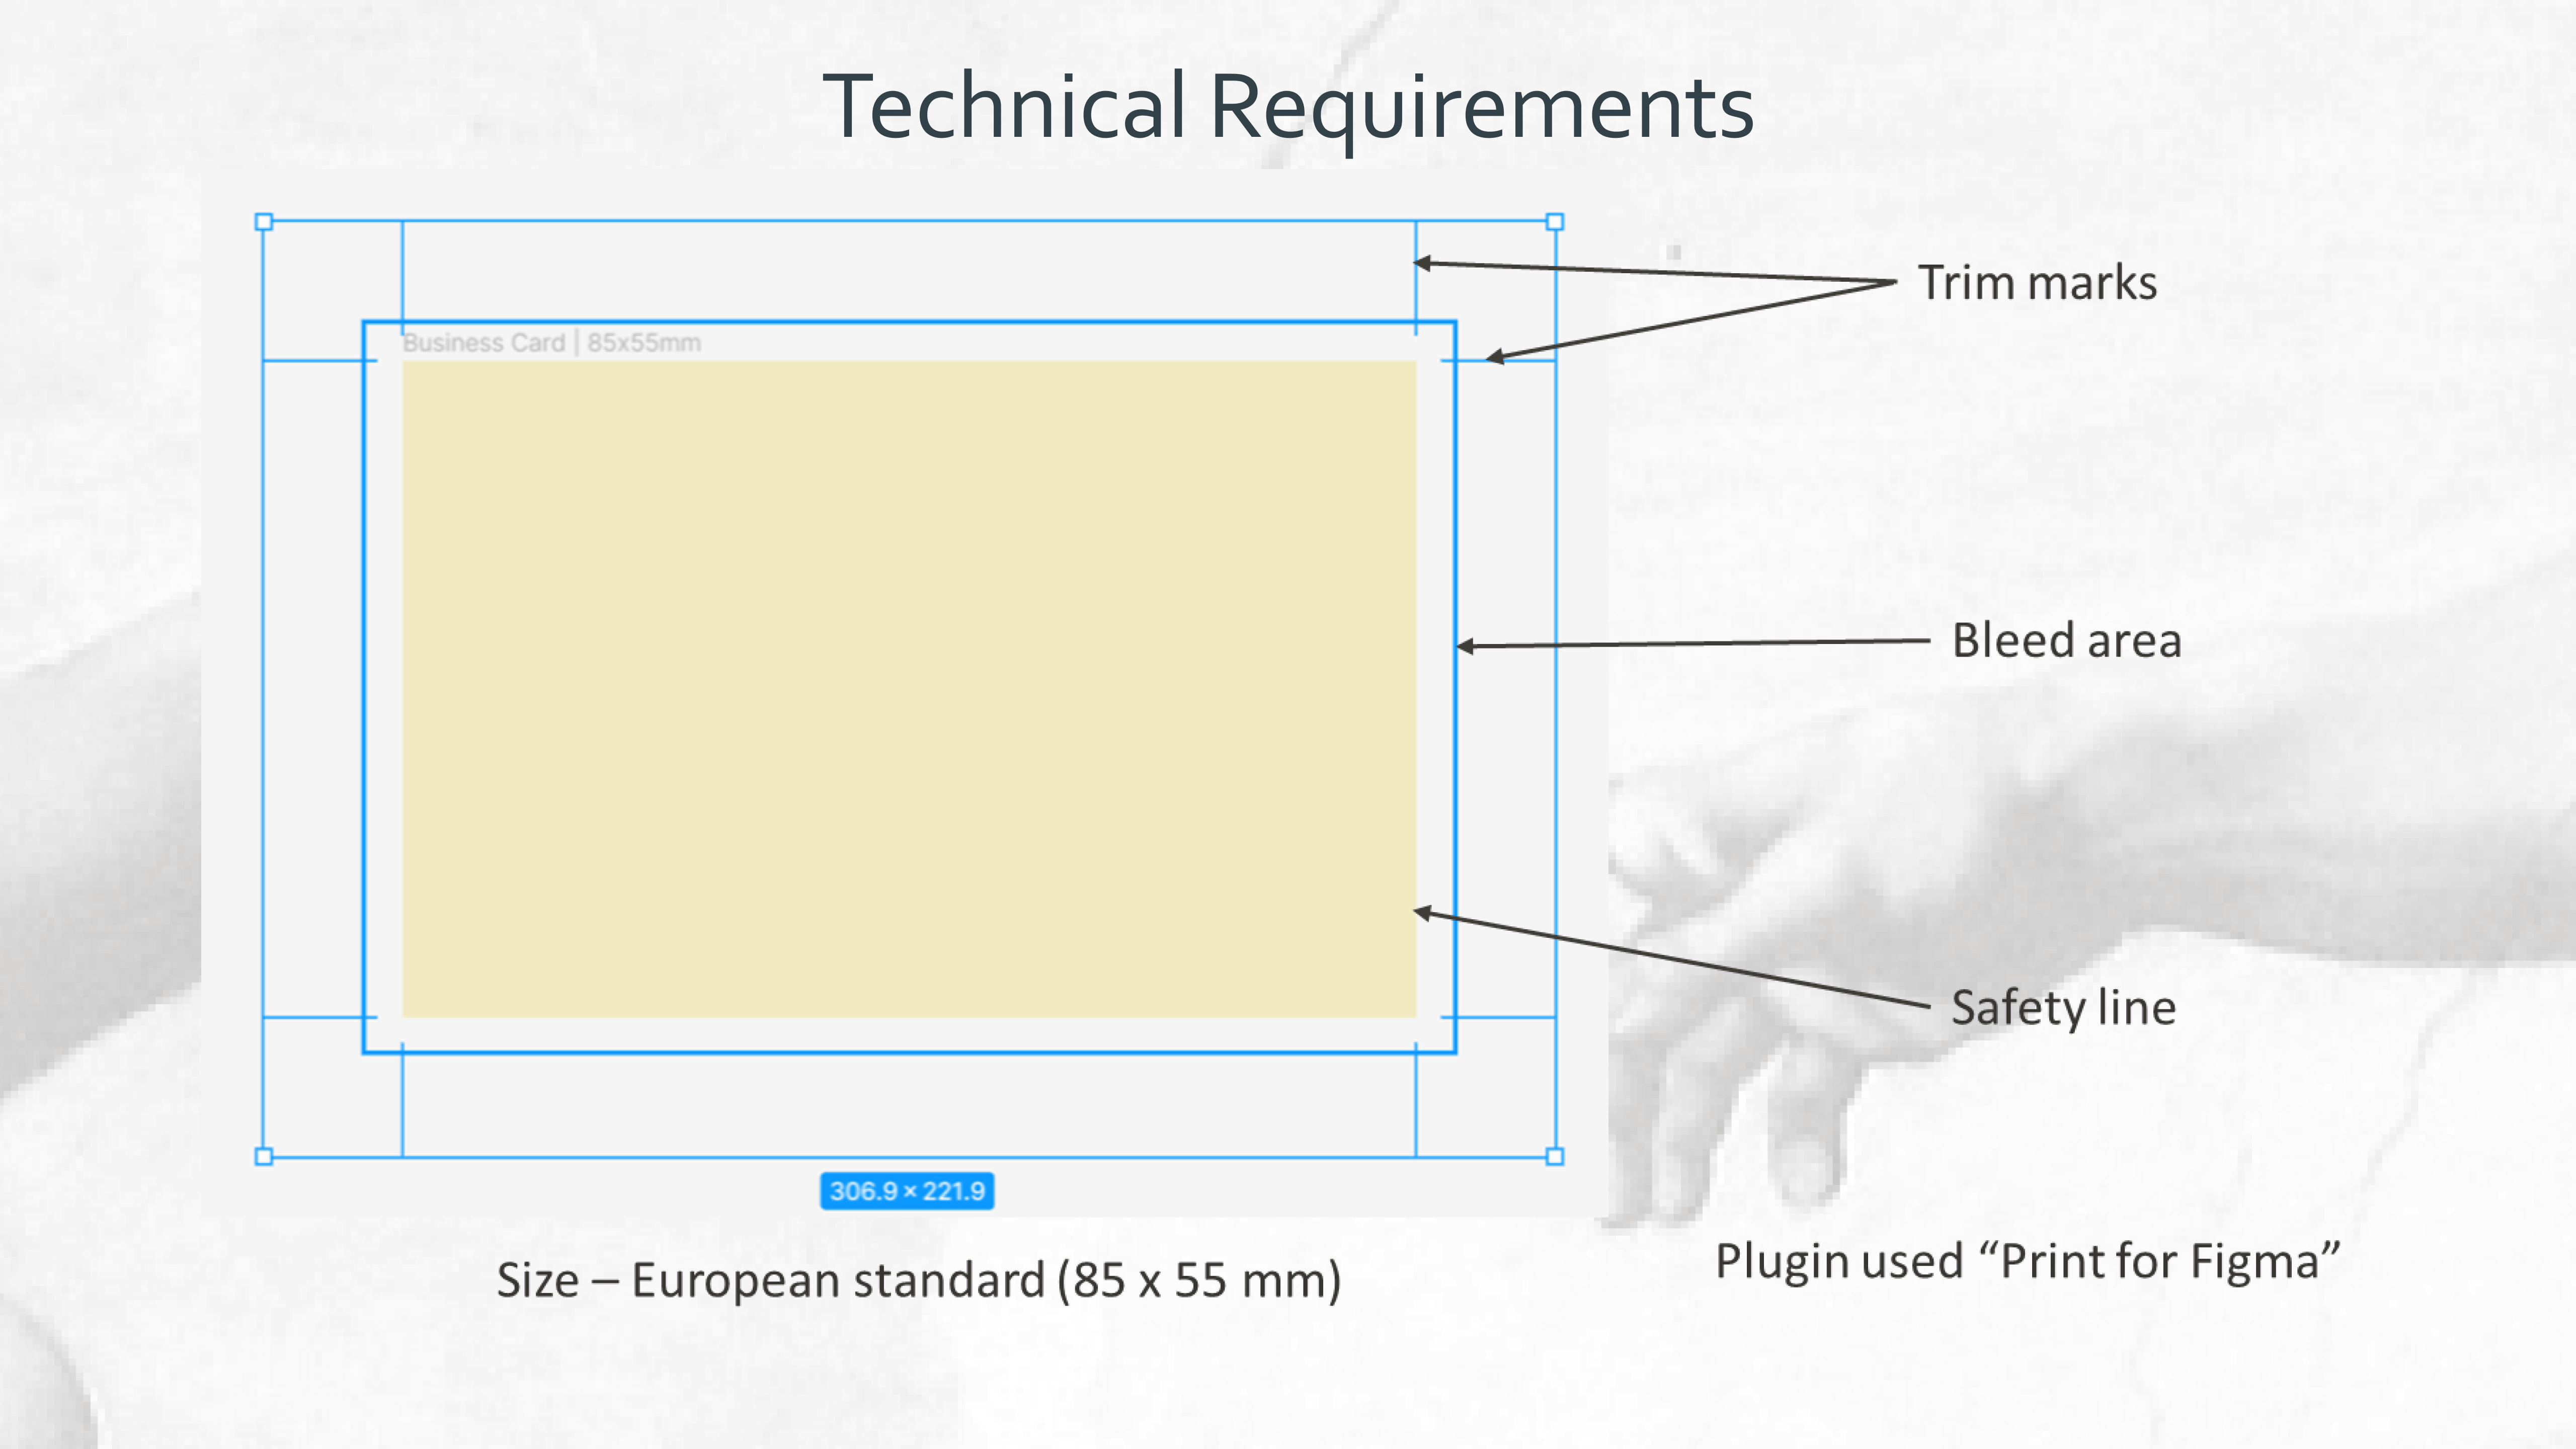 Technical Requirements
Trim marks
Business Card | 85x55mm
Bleed area
Safety line
306.9 × 221.9
Size – European standard (85 x 55 mm)
Plugin used “Print for Figma”